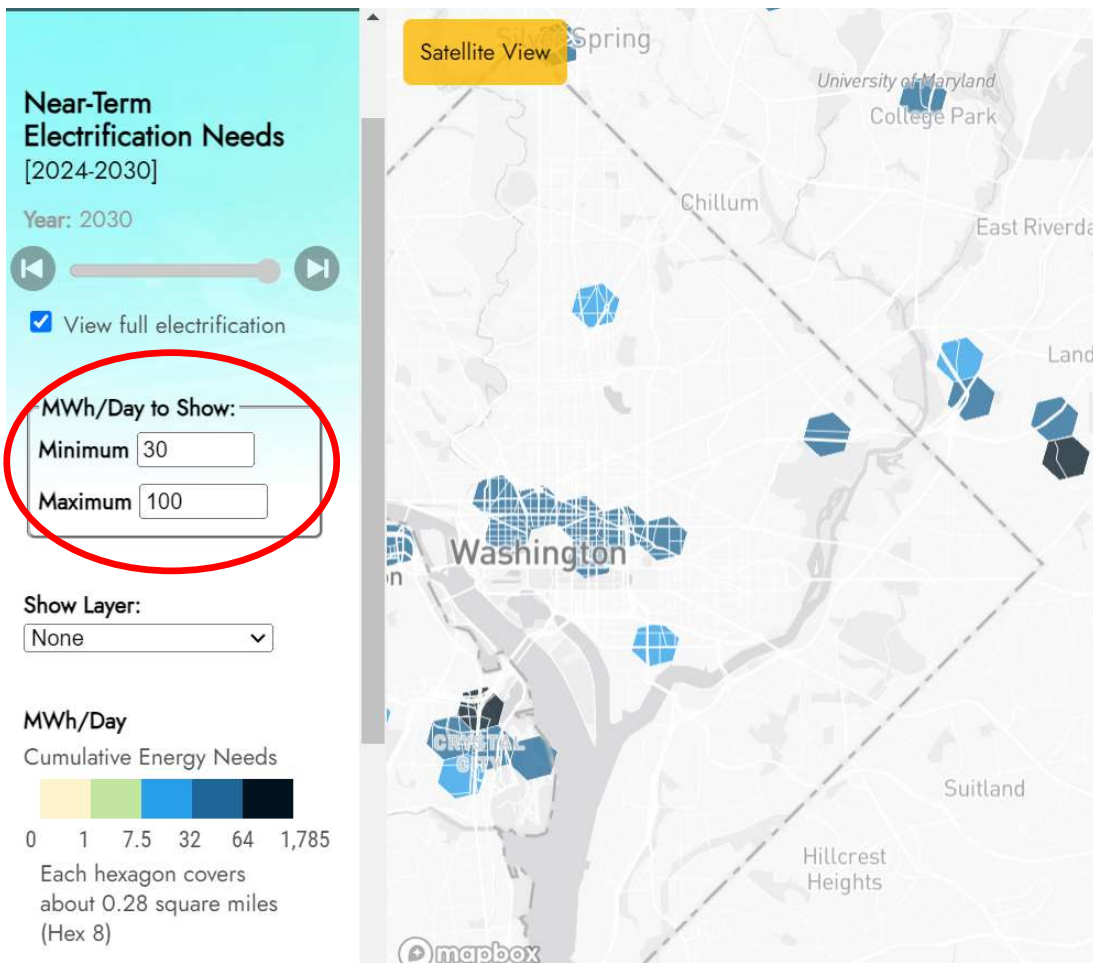 Near-Term
Electrification Needs
[2024-2030]
Year: 2030
View full electrification
MWh/Day to Show:
Minimum 30
Maximum 100
Show Layer:
None
MWh/Day
Cumulative Energy Needs
0 1 7.5 32 64 1,785
Each hexagon covers
about 0.28 square miles
(Hex 8)
Satellite View
Spring
University of Maryland
College Park
Chillum
East Riverda
Land
Washington
n
CRYSTAL
CITY
Suitland
Hillcrest
Heights
mapbox